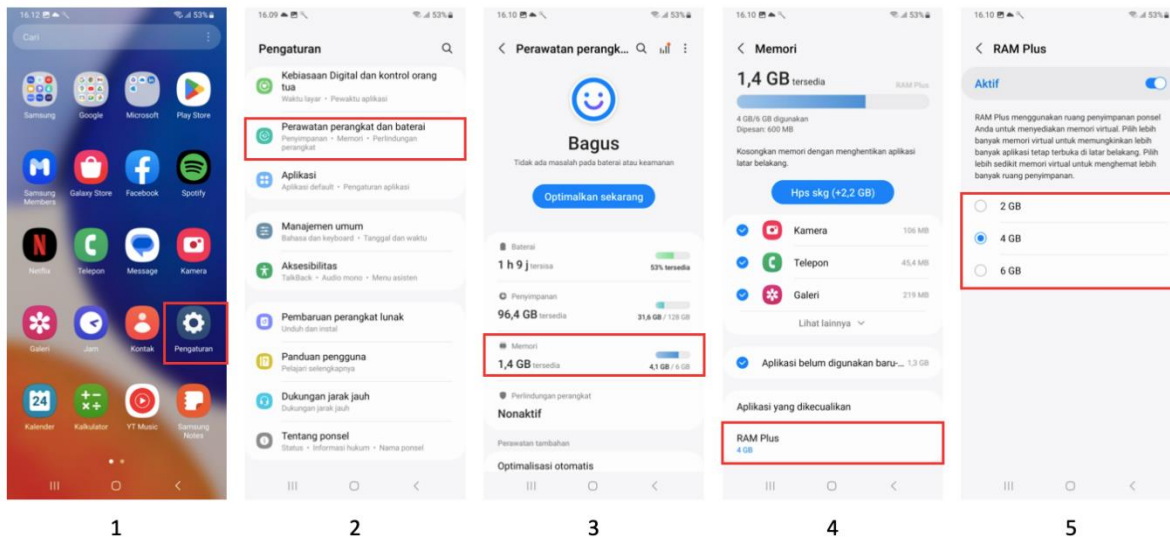 16.12
53%
Cari
Samsung
Google
Microsoft
Play Store
Samsung Members
Galaxy Store
Facebook
Spotify
Netflix
Telepon
Message
Kamera
Galeri
Jam
Kontak
Pengaturan
24
Kalender
Kalkulator
YT Music
Samsung Notes
1
16.09
53%
Pengaturan
Kebiasaan Digital dan kontrol orang
tua
Waktu layar • Pewaktu aplikasi
Perawatan perangkat dan baterai
Penyimpanan • Memori • Perlindungan
perangkat
Aplikasi
Aplikasi default • Pengaturan aplikasi
Manajemen umum
Bahasa dan keyboard • Tanggal dan waktu
Aksesibilitas
TalkBack • Audio mono • Menu asisten
Pembaruan perangkat lunak
Unduh dan instal
Panduan pengguna
Pelajari selengkapnya
Dukungan jarak jauh
Dukungan jarak jauh
Tentang ponsel
Status • Informasi hukum • Nama ponsel
2
16.10
53%
Perawatan perangk...
Bagus
Tidak ada masalah pada baterai atau keamanan
Optimalkan sekarang
Baterai
1 h 9 j tersisa
53% tersedia
Penyimpanan
96,4 GB tersedia
31,6 GB / 128 GB
Memori
1,4 GB tersedia
4,1 GB / 6 GB
Perlindungan perangkat
Nonaktif
Perawatan tambahan
Optimalisasi otomatis
3
16.10
53%
Memori
1,4 GB tersedia
RAM Plus
4 GB/6 GB digunakan
Dipesan: 600 MB
Kosongkan memori dengan menghentikan aplikasi
latar belakang.
Hps skg (+2,2 GB)
Kamera
106 MB
Telepon
45,4 MB
Galeri
219 MB
Lihat lainnya
Aplikasi belum digunakan baru-... 1,3 GB
Aplikasi yang dikecualikan
RAM Plus
4 GB
4
16.10
53%
RAM Plus
Aktif
RAM Plus menggunakan ruang penyimpanan ponsel
Anda untuk menyediakan memori virtual. Pilih lebih
banyak memori virtual untuk memungkinkan lebih
banyak aplikasi tetap terbuka di latar belakang. Pilih
lebih sedikit memori virtual untuk menghemat lebih
banyak ruang penyimpanan.
2 GB
4 GB
6 GB
5